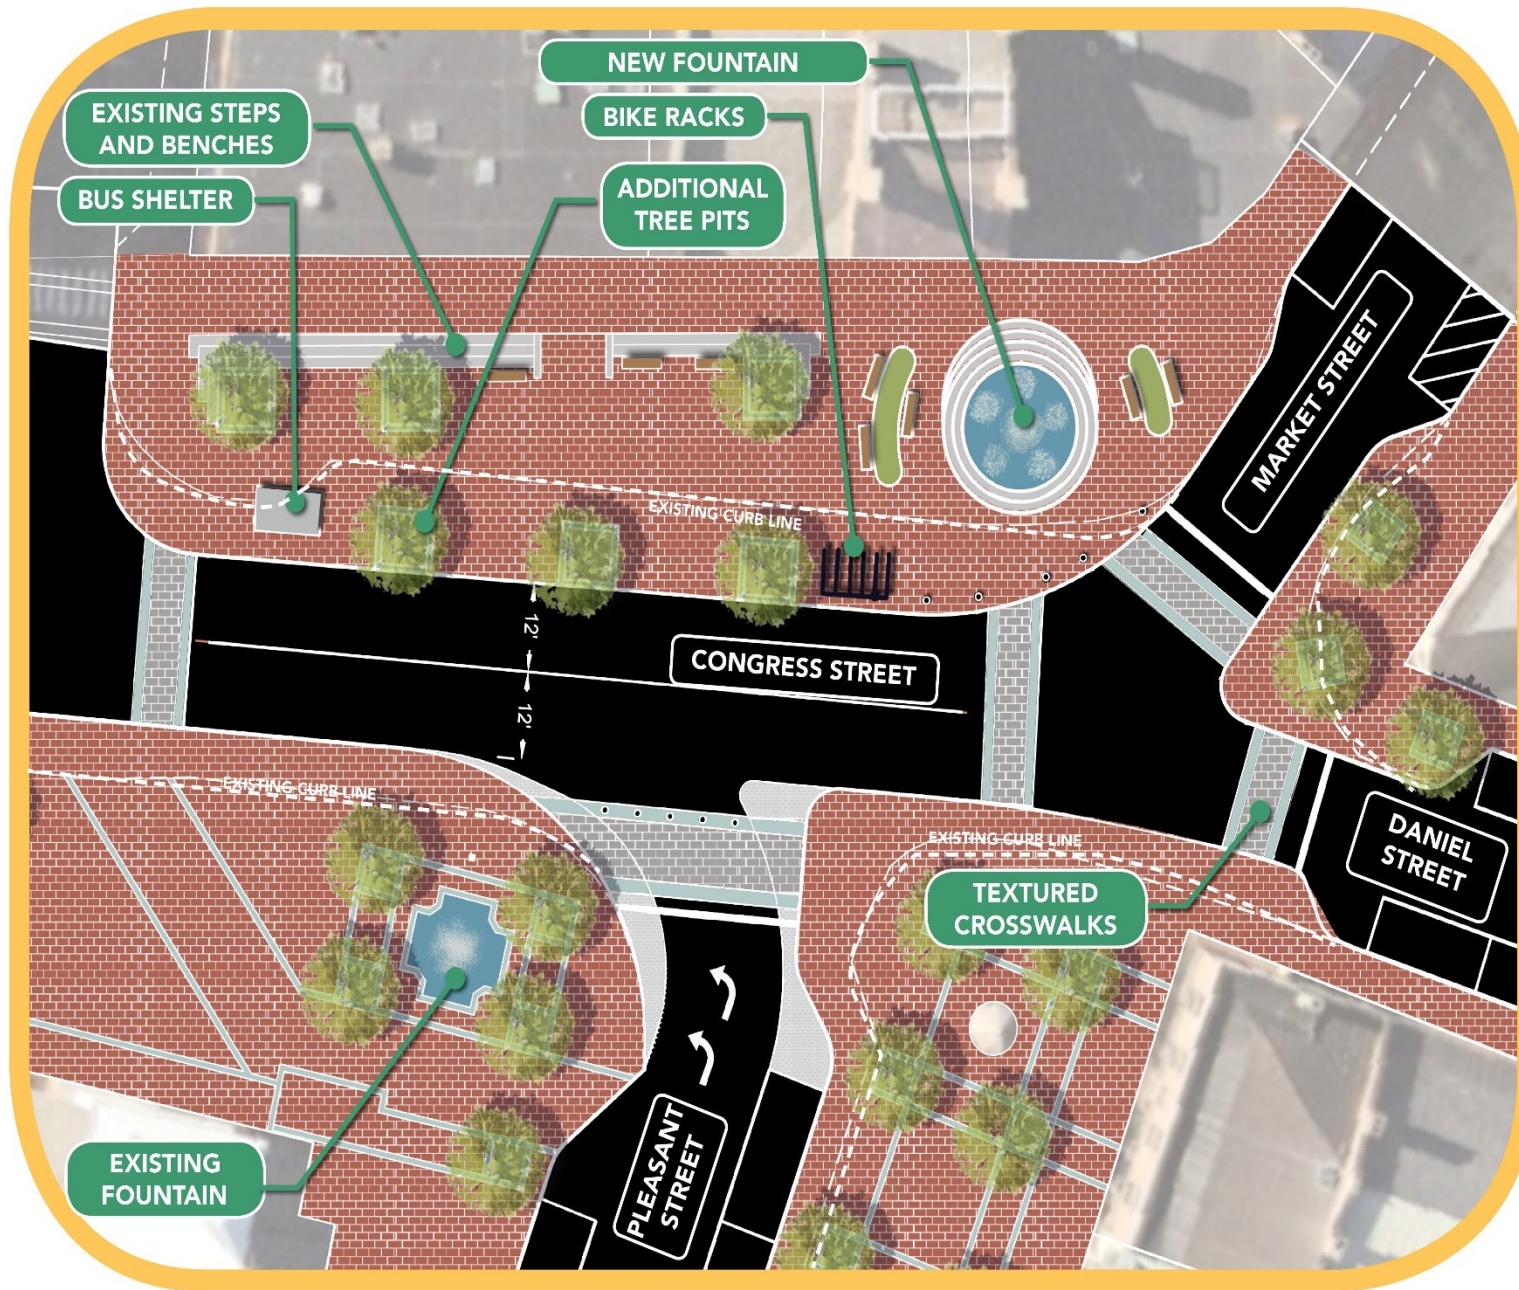 NEW FOUNTAIN
EXISTING STEPS
AND BENCHES
BIKE RACKS
BUS SHELTER
ADDITIONAL
TREE PITS
MARKET STREET
EXISTING CURB LINE
12'
CONGRESS STREET
12'
EXISTING CURB LINE
EXISTING CURB LINE
DANIEL
STREET
TEXTURED
CROSSWALKS
PLEASANT
STREET
EXISTING
FOUNTAIN